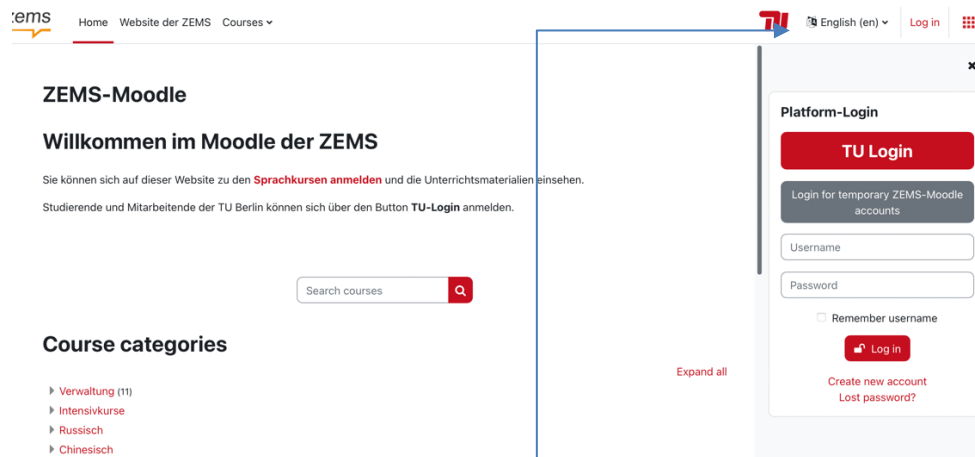 zems
Home Website der ZEMS Courses
English (en) Log in
ZEMS-Moodle
Willkommen im Moodle der ZEMS
Sie können sich auf dieser Website zu den Sprachkursen anmelden und die Unterrichtsmaterialien einsehen.
Studierende und Mitarbeitende der TU Berlin können sich über den Button TU-Login anmelden.
Search courses
Course categories
Expand all
Verwaltung (11)
Intensivkurse
Russisch
Chinesisch
Platform-Login
TU Login
Login for temporary ZEMS-Moodle
accounts
Username
Password
Remember username
Log in
Create new account
Lost password?